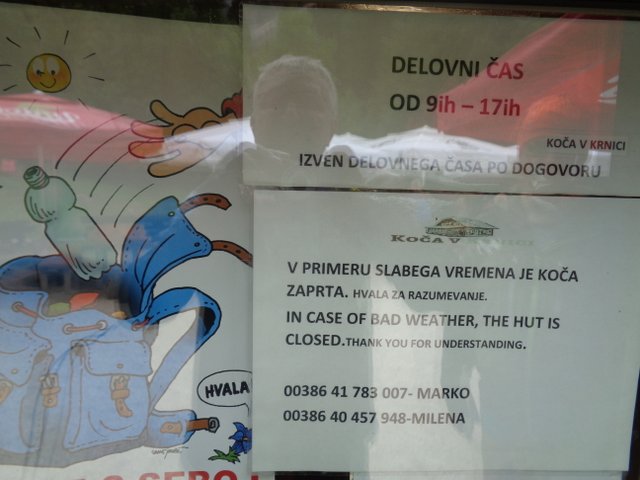 DELOVNI ČAS
OD 9ih – 17ih
KOČA V KRNICI
IZVEN DELOVNEGA ČASA PO DOGOVORU
KOČA V
V PRIMERU SLABEGA VREMENA JE KOČA
ZAPRTA. HVALA ZA RAZUMEVANJE.
IN CASE OF BAD WEATHER, THE HUT IS
CLOSED.THANK YOU FOR UNDERSTANDING.
00386 41 783 007- MARKO
00386 40 457 948-MILENA
HVALA